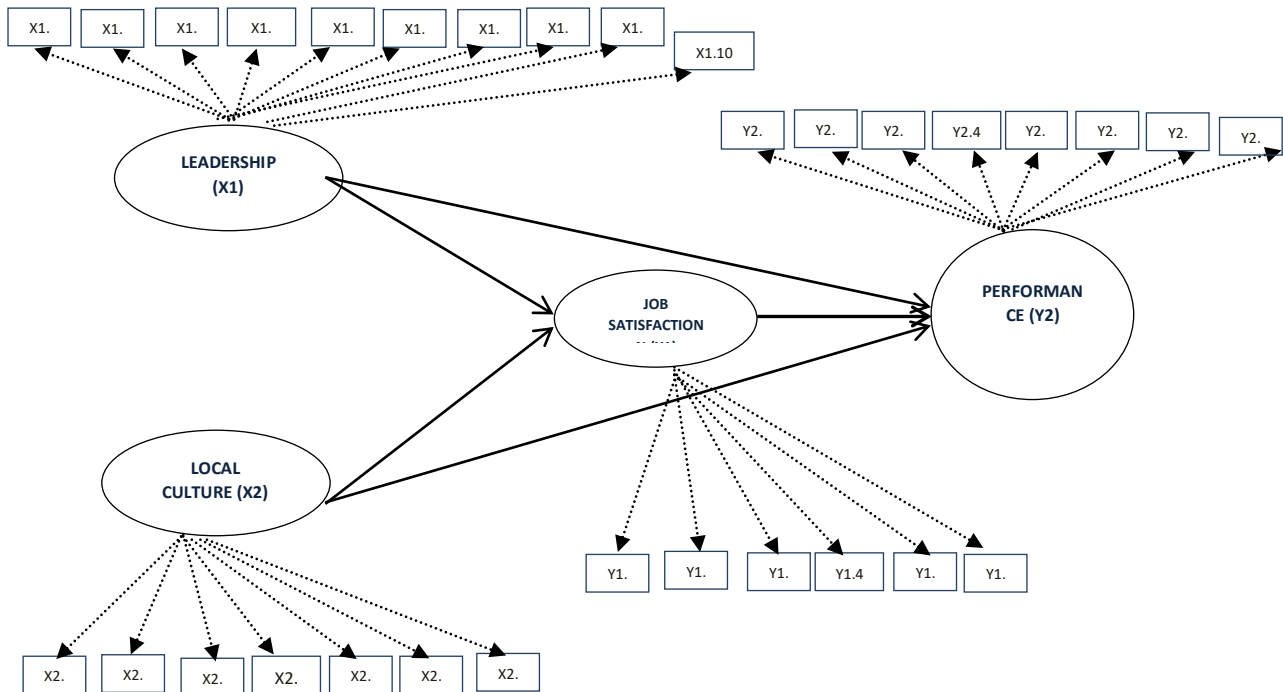 X1.
X1.
X1.
X1.
X1.
X1.
X1.
X1.
X1.
X1.10
Y2.
Y2.
Y2.
Y2.4
Y2.
Y2.
Y2.
Y2.
LEADERSHIP
(X1)
PERFORMAN
CE (Y2)
JOB
SATISFACTION
LOCAL
CULTURE (X2)
Y1.
Y1.
Y1.
Y1.4
Y1.
Y1.
X2.
X2.
X2.
X2.
X2.
X2.
X2.